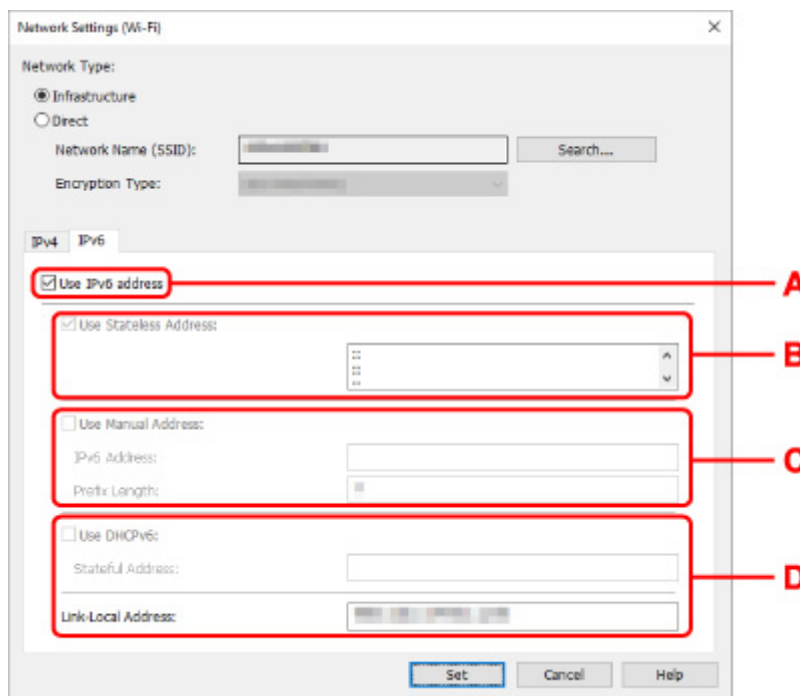 Network Settings (Wi-Fi)
Network Type:
Infrastructure
Direct
Network Name (SSID):
Search...
Encryption Type:
IPv4 IPv6
Use IPv6 address
A
Use Stateless Address:
::
::
::
B
Use Manual Address:
IPv6 Address:
Prefix Length:
C
Use DHCPv6:
Stateful Address:
D
Link-Local Address:
Set Cancel Help